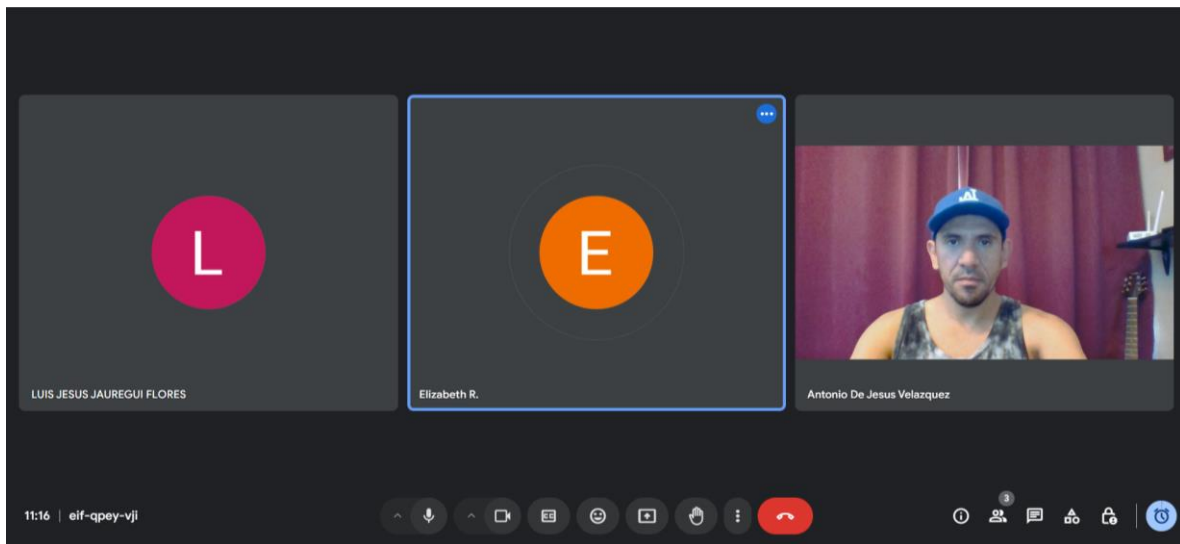 L
E
LUIS JESUS JAUREGUI FLORES
Elizabeth R.
Antonio De Jesus Velazquez
11:16 | eif-qpey-vji
3